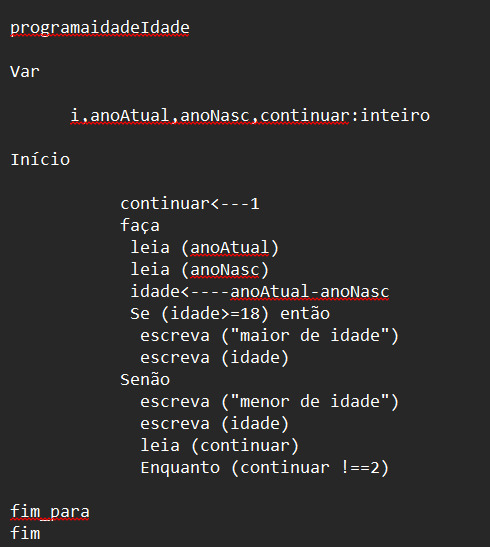 programaidadeIdade
Var
i,anoAtual,anoNasc,continuar:inteiro
Início
continuar<---1
faça
leia (anoAtual)
leia (anoNasc)
idade<----anoAtual-anoNasc
Se (idade>=18) então
escreva ("maior de idade")
escreva (idade)
Senão
escreva ("menor de idade")
escreva (idade)
leia (continuar)
Enquanto (continuar !==2)
fim_para
fim